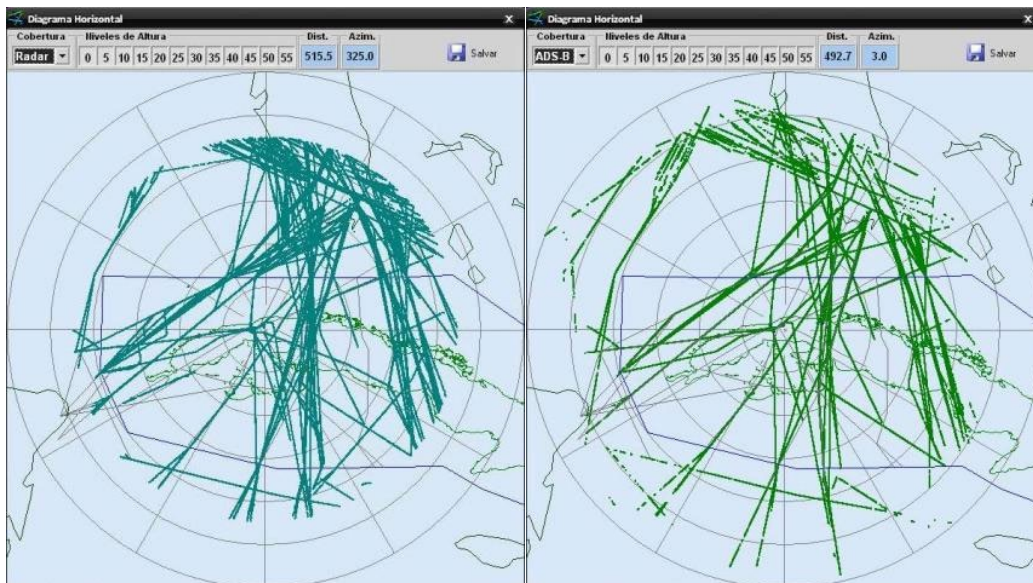 Diagrama Horizontal X
Cobertura Niveles de Altura Dist. Azim.
Radar 0 5 10 15 20 25 30 35 40 45 50 55 515.5 325.0 Salvar
Diagrama Horizontal X
Cobertura Niveles de Altura Dist. Azim.
ADS-B 0 5 10 15 20 25 30 35 40 45 50 55 492.7 3.0 Salvar